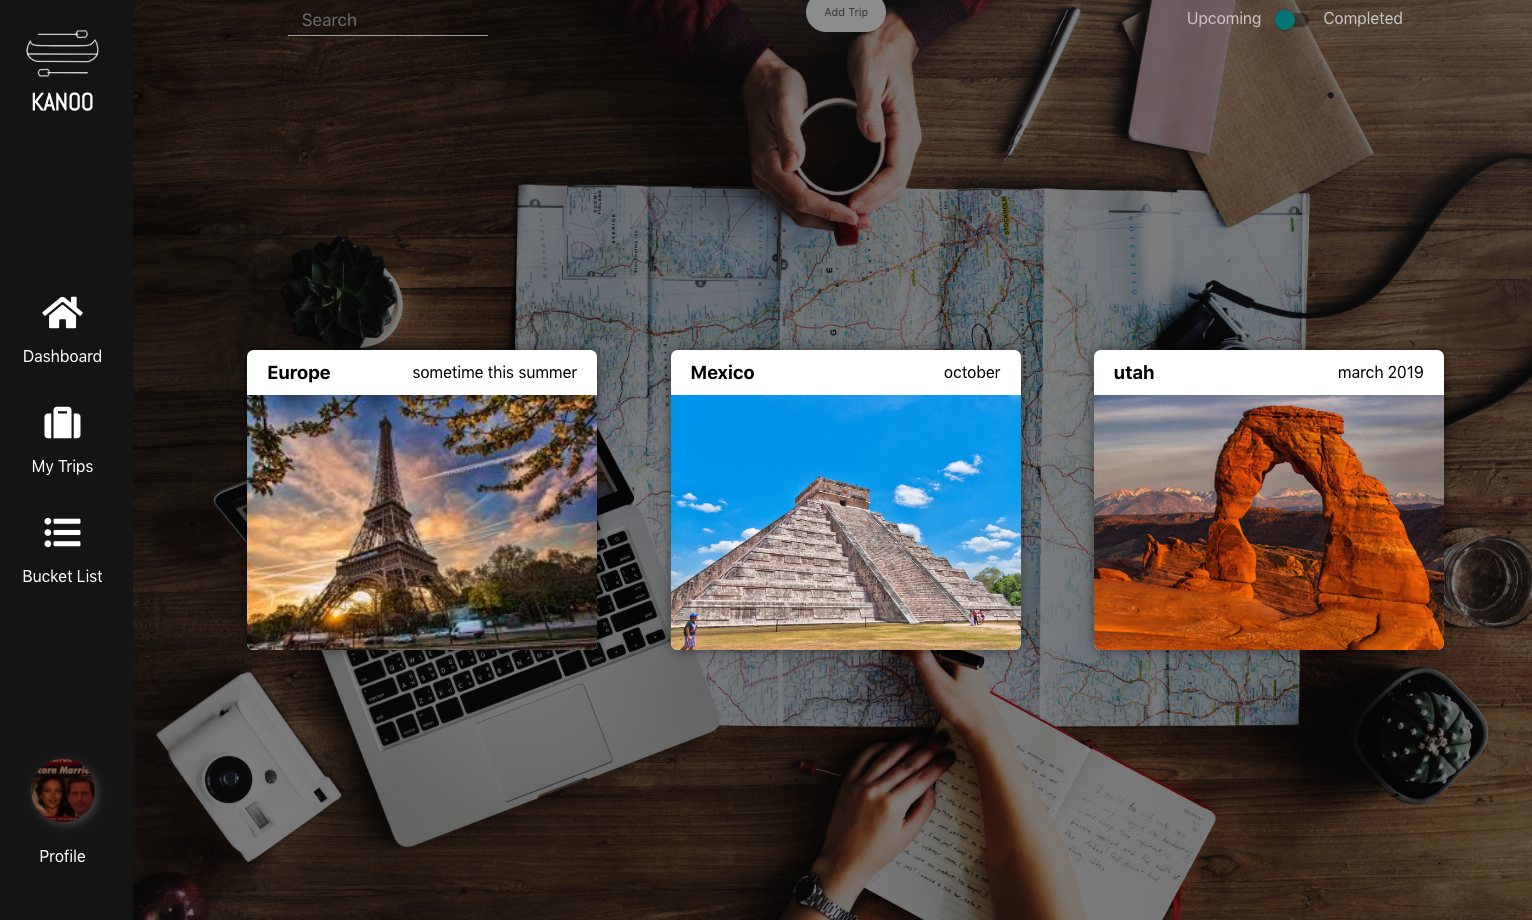 Search
Add Trip
Upcoming
Completed
KANOO
Dashboard
My Trips
Bucket List
Profile
Europe
sometime this summer
Mexico
october
utah
march 2019
STOCKHOLM